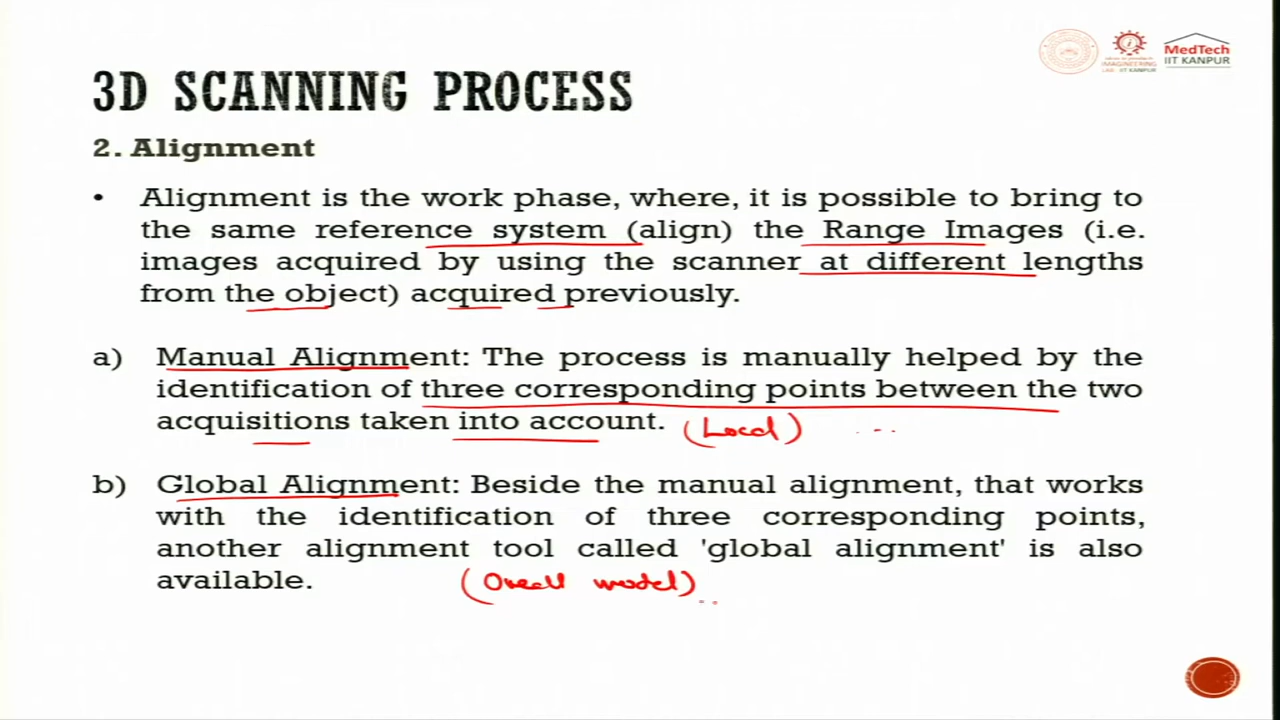 MedTech
IIT KANPUR
IMAGINEERING
LAB, IIT KANPUR
3D SCANNING PROCESS
2. Alignment
• Alignment is the work phase, where, it is possible to bring to
the same reference system (align) the Range Images (i.e.
images acquired by using the scanner at different lengths
from the object) acquired previously.
a) Manual Alignment: The process is manually helped by the
identification of three corresponding points between the two
acquisitions taken into account. (Local) ...
b) Global Alignment: Beside the manual alignment, that works
with the identification of three corresponding points,
another alignment tool called 'global alignment' is also
available. (Overall model) ..